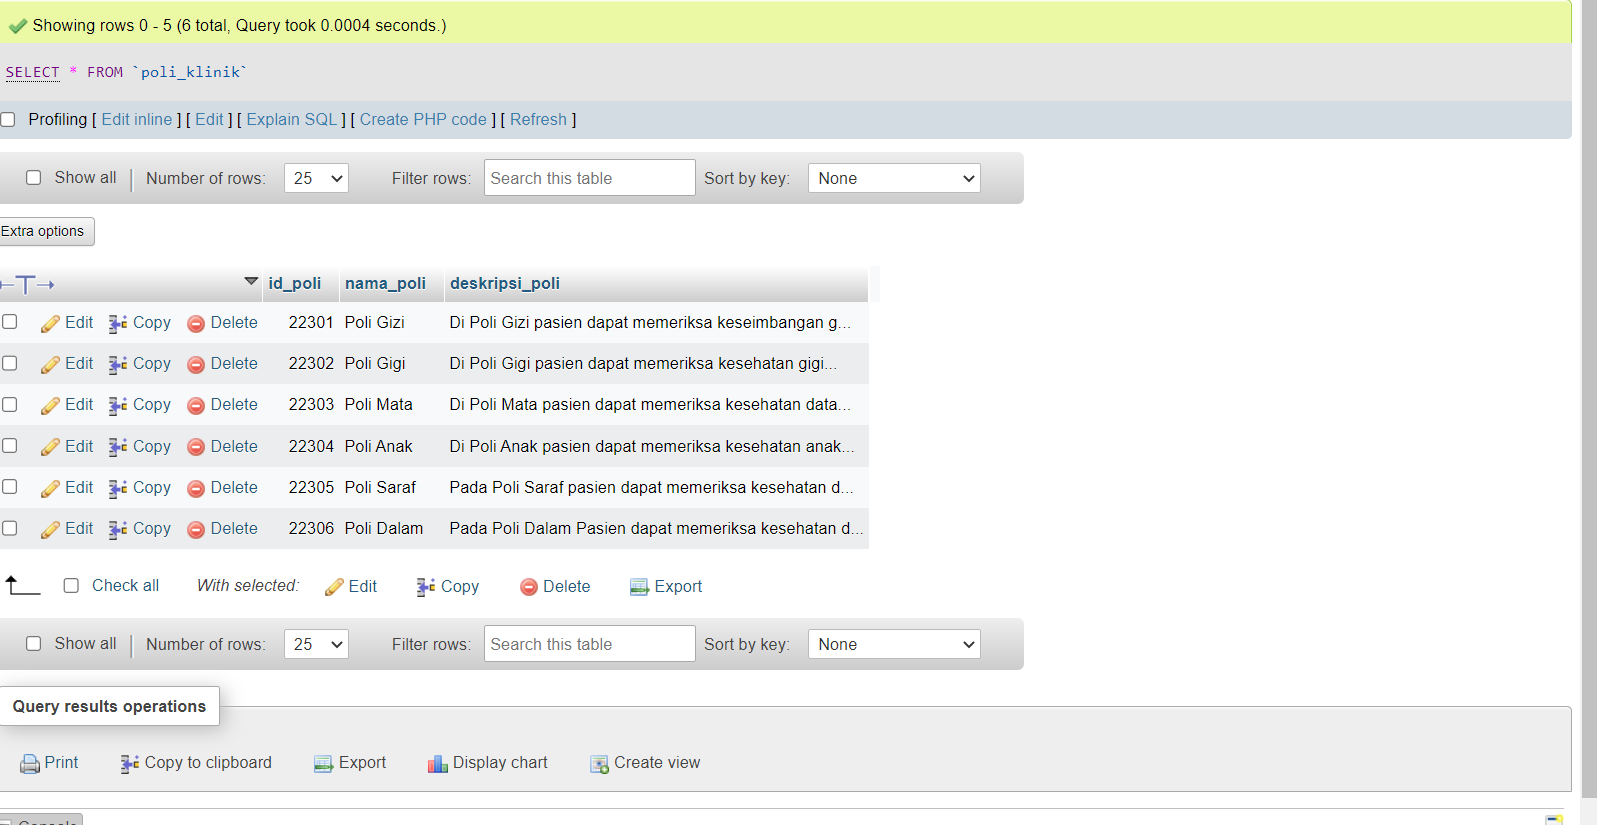 Showing rows 0 - 5 (6 total, Query took 0.0004 seconds.)
SELECT * FROM `poli_klinik`
Profiling [ Edit inline ] [ Edit ] [ Explain SQL ] [ Create PHP code ] [ Refresh ]
Show all | Number of rows: 25 Filter rows: Search this table Sort by key: None
Extra options
←T→ id_poli nama_poli deskripsi_poli
Edit Copy Delete 22301 Poli Gizi Di Poli Gizi pasien dapat memeriksa keseimbangan g...
Edit Copy Delete 22302 Poli Gigi Di Poli Gigi pasien dapat memeriksa kesehatan gigi...
Edit Copy Delete 22303 Poli Mata Di Poli Mata pasien dapat memeriksa kesehatan data...
Edit Copy Delete 22304 Poli Anak Di Poli Anak pasien dapat memeriksa kesehatan anak...
Edit Copy Delete 22305 Poli Saraf Pada Poli Saraf pasien dapat memeriksa kesehatan d...
Edit Copy Delete 22306 Poli Dalam Pada Poli Dalam Pasien dapat memeriksa kesehatan d...
Check all With selected: Edit Copy Delete Export
Show all | Number of rows: 25 Filter rows: Search this table Sort by key: None
Query results operations
Print Copy to clipboard Export Display chart Create view
Console